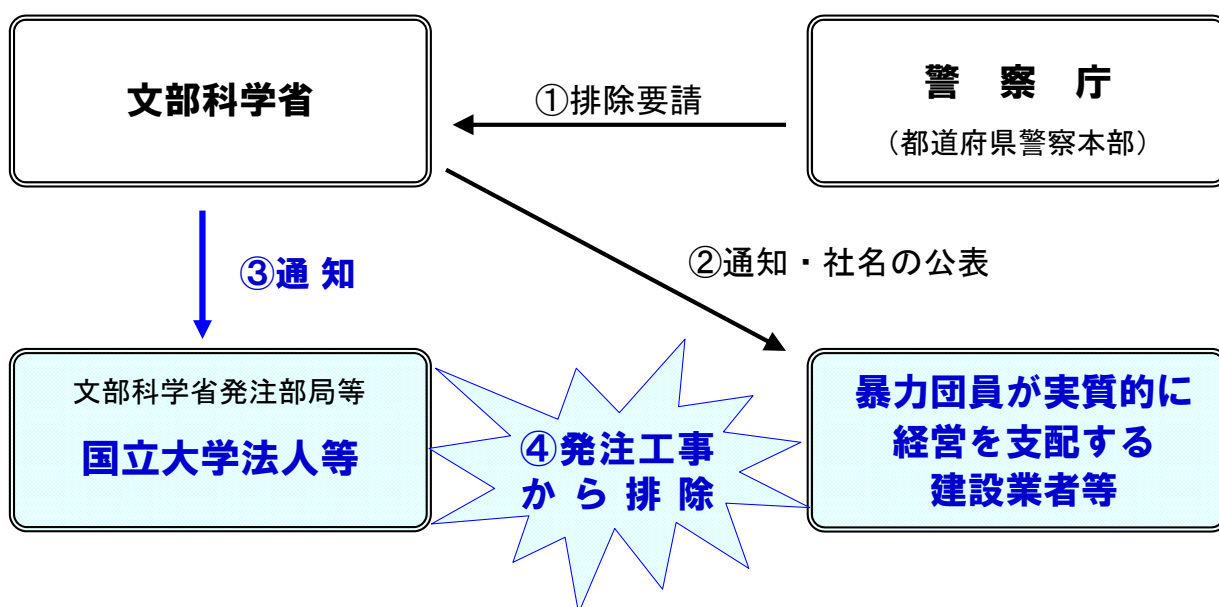 文部科学省
①排除要請
警　察　庁
（都道府県警察本部）
②通知・社名の公表
③通 知
文部科学省発注部局等
国立大学法人等
④発注工事
か ら 排 除
暴力団員が実質的に
経営を支配する
建設業者等